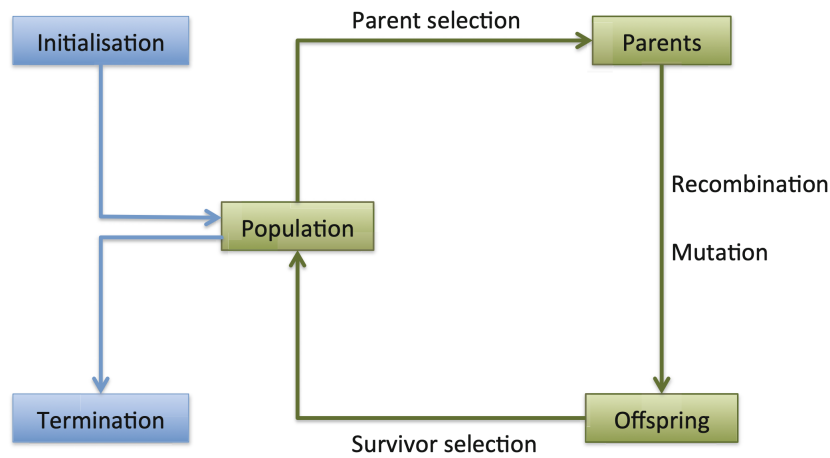 Parent selection
Initialisation
Parents
Recombination
Population
Mutation
Termination
Offspring
Survivor selection